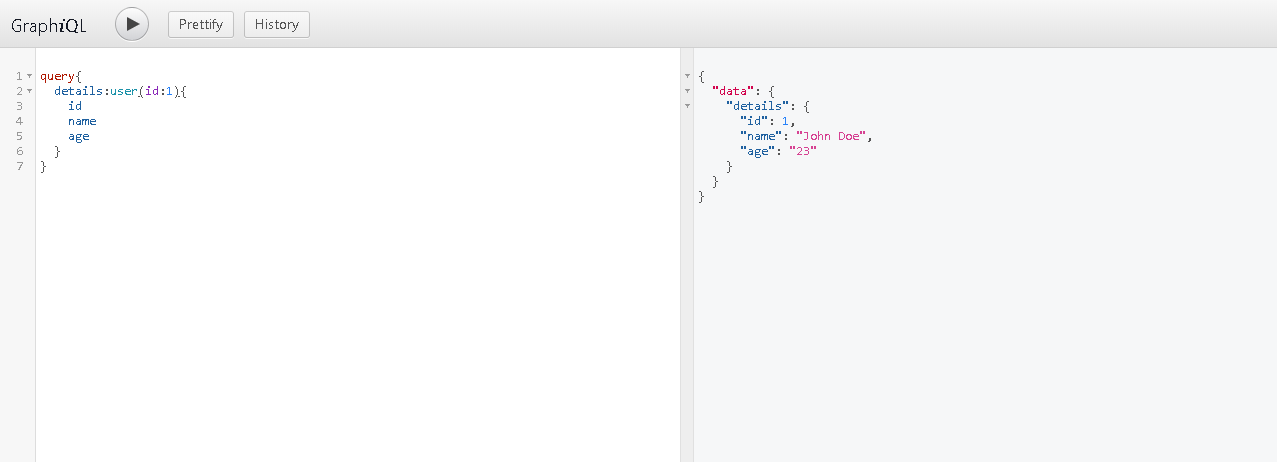 GraphiQL Prettify History
1 query{
2 details:user(id:1){
3 id
4 name
5 age
6 }
7 }
{
"data": {
"details": {
"id": 1,
"name": "John Doe",
"age": "23"
}
}
}